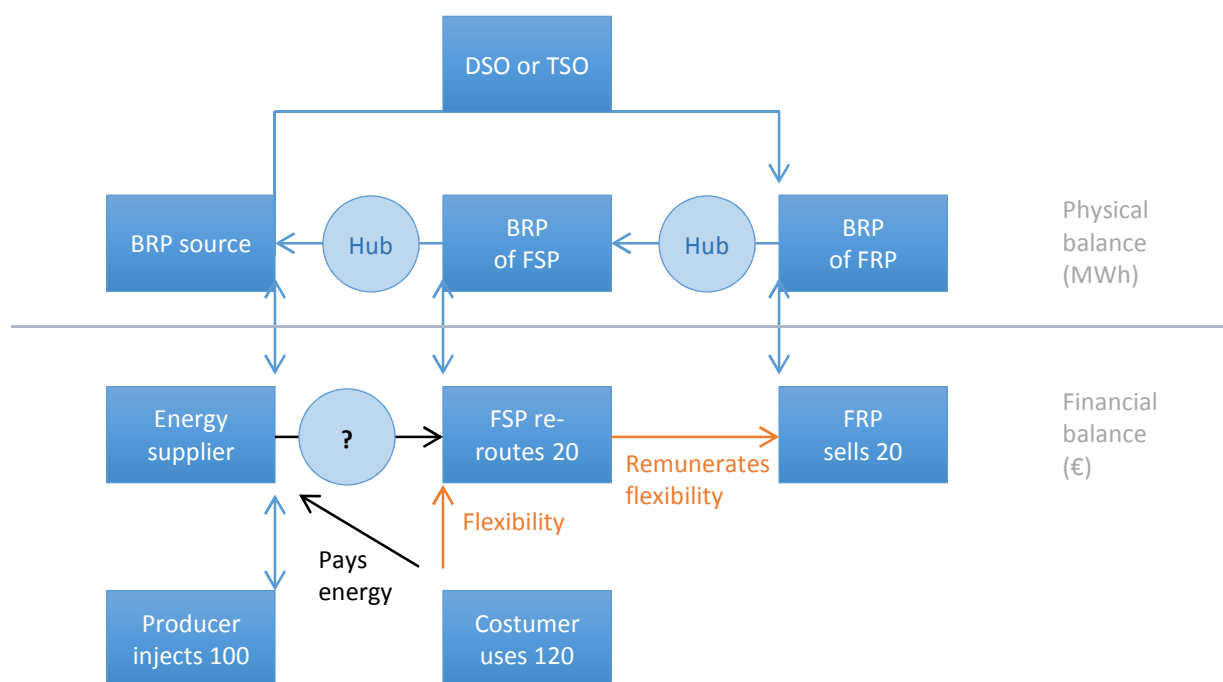 DSO or TSO
BRP source
Hub
BRP
of FSP
Hub
BRP
of FRP
Physical
balance
(MWh)
Energy
supplier
?
FSP re-
routes 20
Remunerates
flexibility
FRP
sells 20
Financial
balance
(€)
Flexibility
Pays
energy
Producer
injects 100
Costumer
uses 120